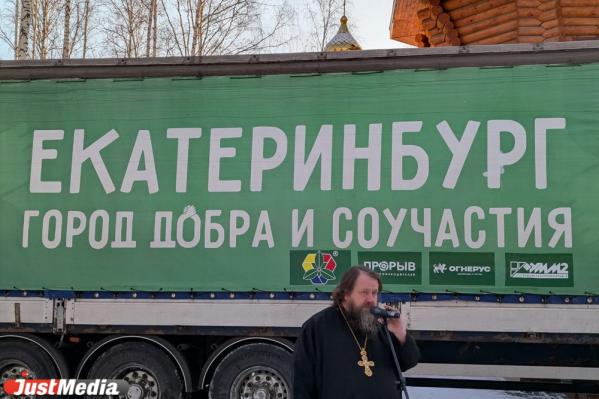 ЕКАТЕРИНБУРГ
ГОРОД ДОБРА И СОУЧАСТИЯ
® ПРОРЫВ ОГНЕРУС
JustMedia